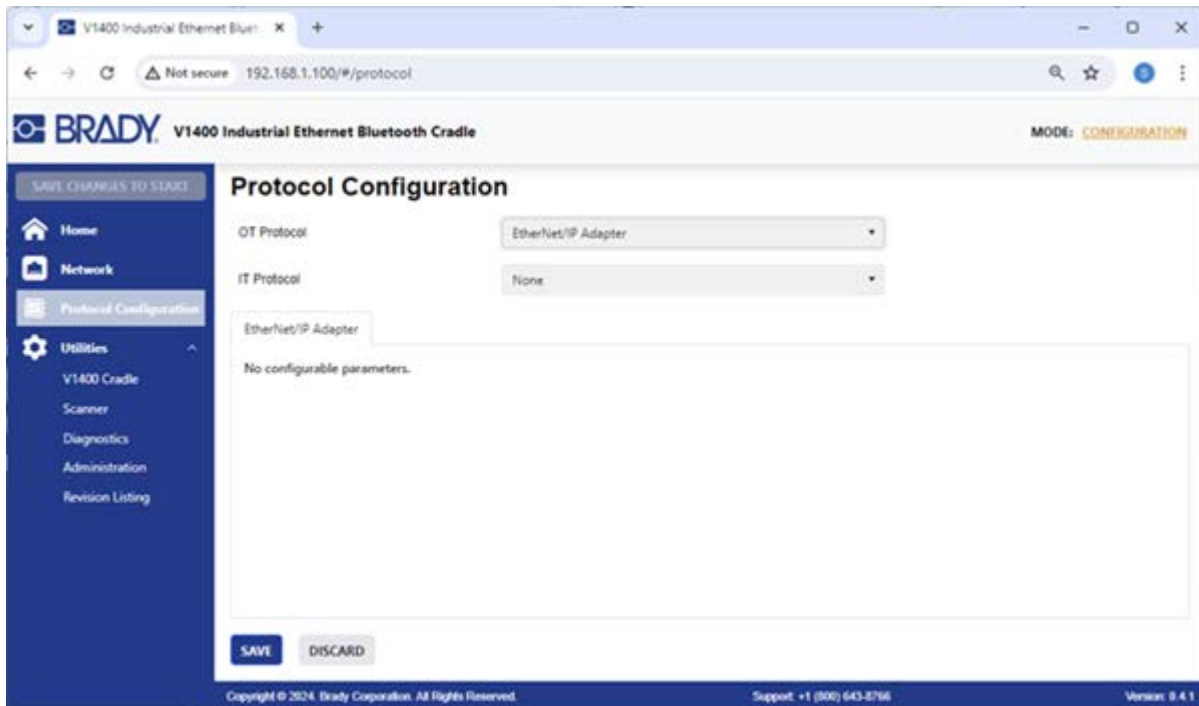 V1400 Industrial Ethernet Bluet
Not secure 192.168.1.100/#/protocol
S
BRADY V1400 Industrial Ethernet Bluetooth Cradle MODE: CONFIGURATION
SAVE CHANGES TO START
Home
Network
Protocol Configuration
Utilities
V1400 Cradle
Scanner
Diagnostics
Administration
Revision Listing
Protocol Configuration
OT Protocol EtherNet/IP Adapter
IT Protocol None
EtherNet/IP Adapter
No configurable parameters.
SAVE DISCARD
Copyright © 2024. Brady Corporation. All Rights Reserved. Support: +1 (800) 643-8766 Version: 0.4.1